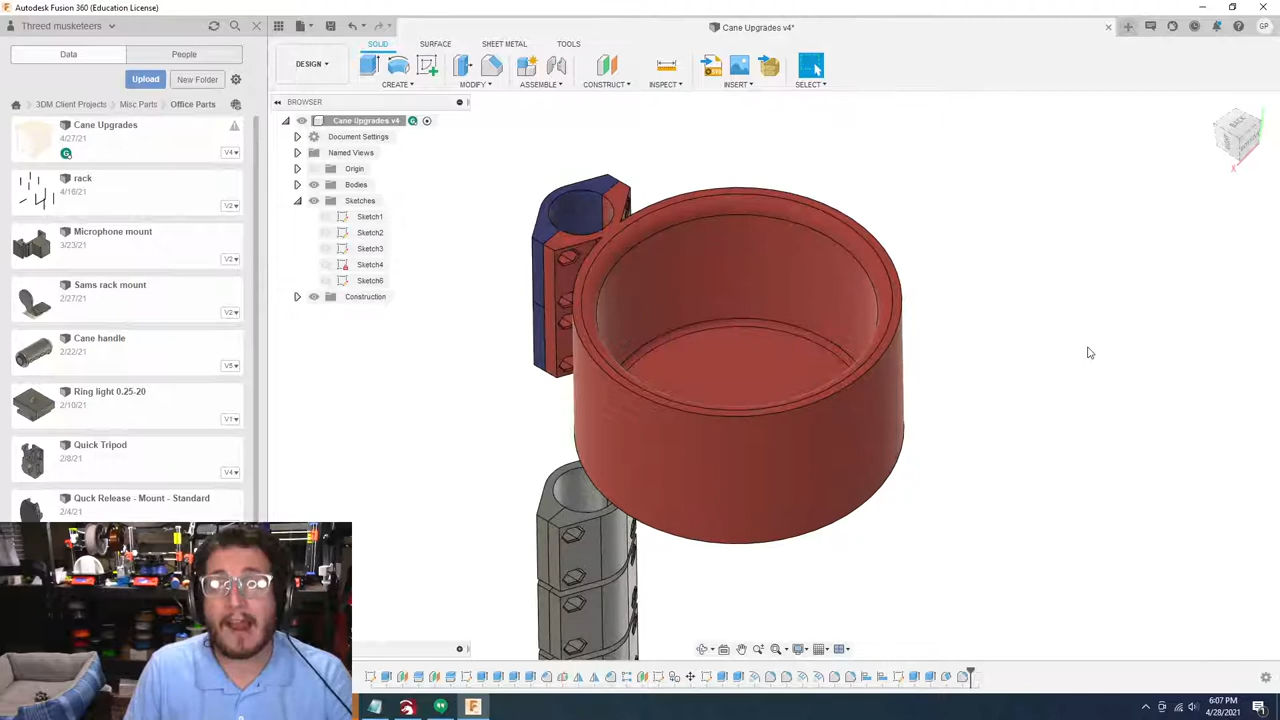 Autodesk Fusion 360 (Education License)
Threed musketeers
Cane Upgrades v4*
GP
Data
People
SOLID
SURFACE
SHEET METAL
TOOLS
Upload
New Folder
DESIGN
CREATE
MODIFY
ASSEMBLE
CONSTRUCT
INSPECT
INSERT
SELECT
3DM Client Projects
Misc Parts
Office Parts
BROWSER
Cane Upgrades
4/27/21
V4
Cane Upgrades v4
Document Settings
Named Views
Origin
Bodies
Sketches
Sketch1
Sketch2
Sketch3
Sketch4
Sketch6
Construction
rack
4/16/21
V2
Microphone mount
3/23/21
V2
Sams rack mount
2/27/21
V2
Cane handle
2/22/21
V5
Ring light 0.25-20
2/10/21
V1
Quick Tripod
2/8/21
V4
Quck Release - Mount - Standard
2/4/21
X
6:07 PM
4/28/2021